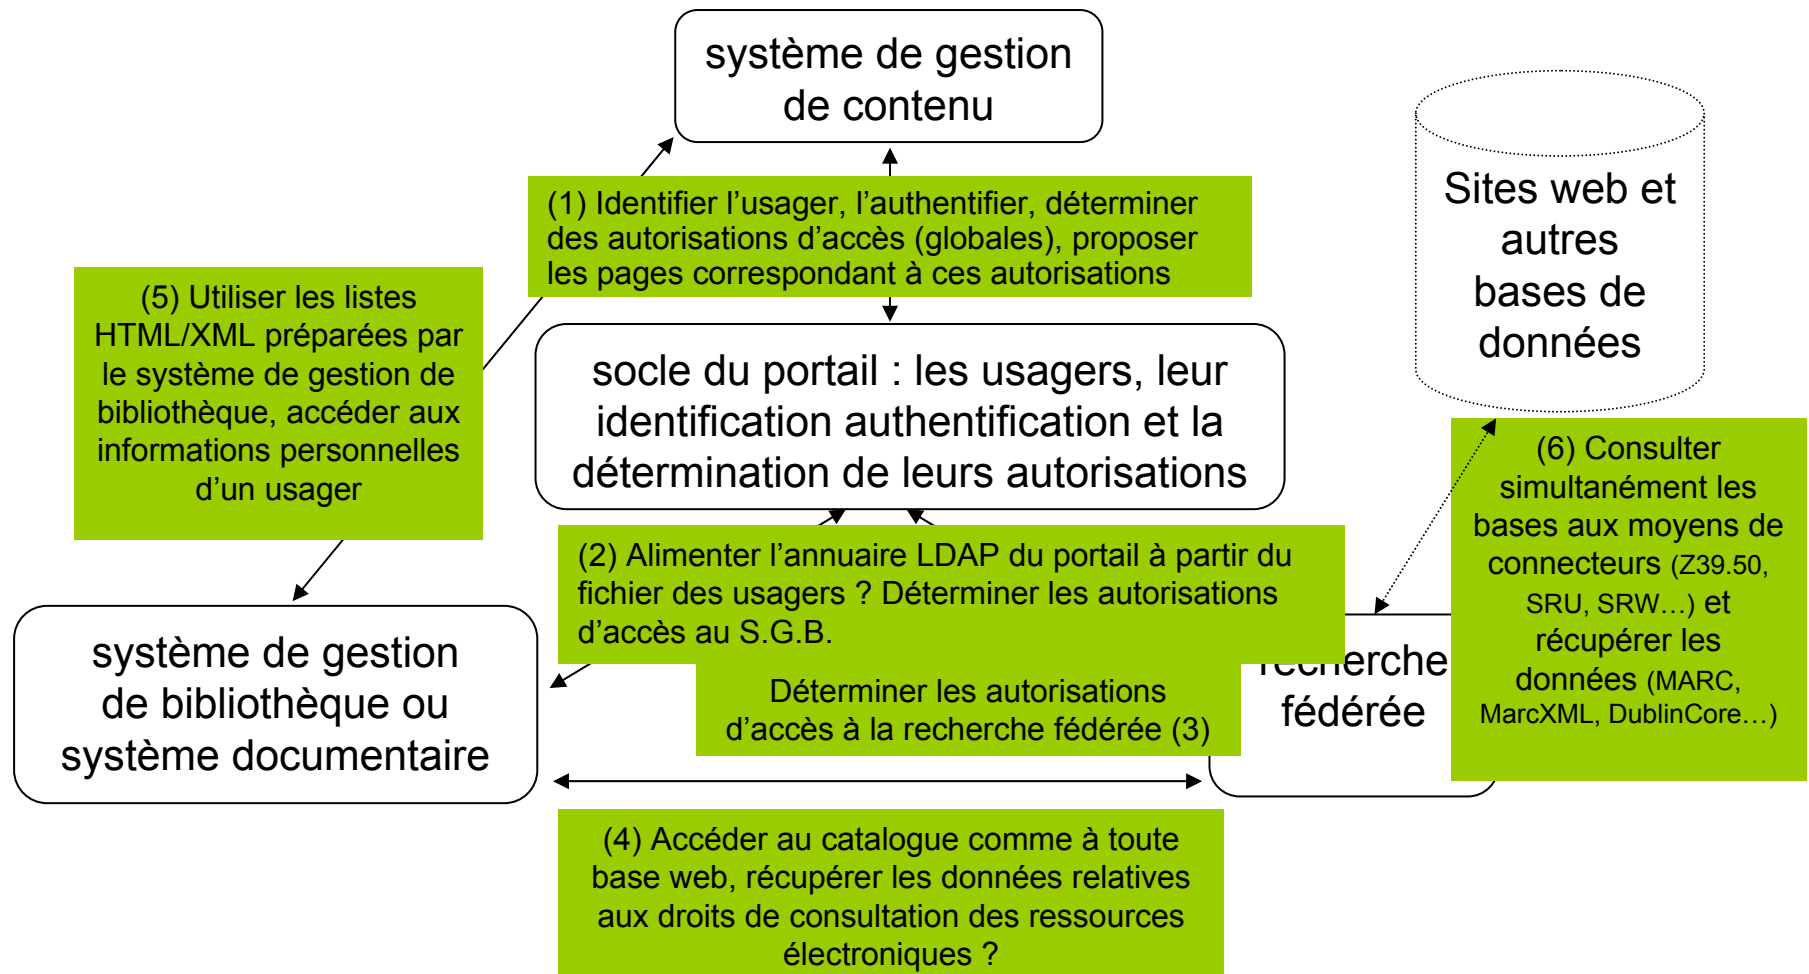 système de gestion
de contenu
Sites web et
autres
bases de
données
(1) Identifier l’usager, l’authentifier, déterminer
des autorisations d’accès (globales), proposer
les pages correspondant à ces autorisations
(5) Utiliser les listes
HTML/XML préparées par
le système de gestion de
bibliothèque, accéder aux
informations personnelles
d’un usager
socle du portail : les usagers, leur
identification authentification et la
détermination de leurs autorisations
(6) Consulter
simultanément les
bases aux moyens de
connecteurs (Z39.50,
SRU, SRW…) et
récupérer les
données (MARC,
MarcXML, DublinCore…)
(2) Alimenter l’annuaire LDAP du portail à partir du
fichier des usagers ? Déterminer les autorisations
d’accès au S.G.B.
système de gestion
de bibliothèque ou
système documentaire
Déterminer les autorisations
d’accès à la recherche fédérée (3)
recherche
fédérée
(4) Accéder au catalogue comme à toute
base web, récupérer les données relatives
aux droits de consultation des ressources
électroniques ?